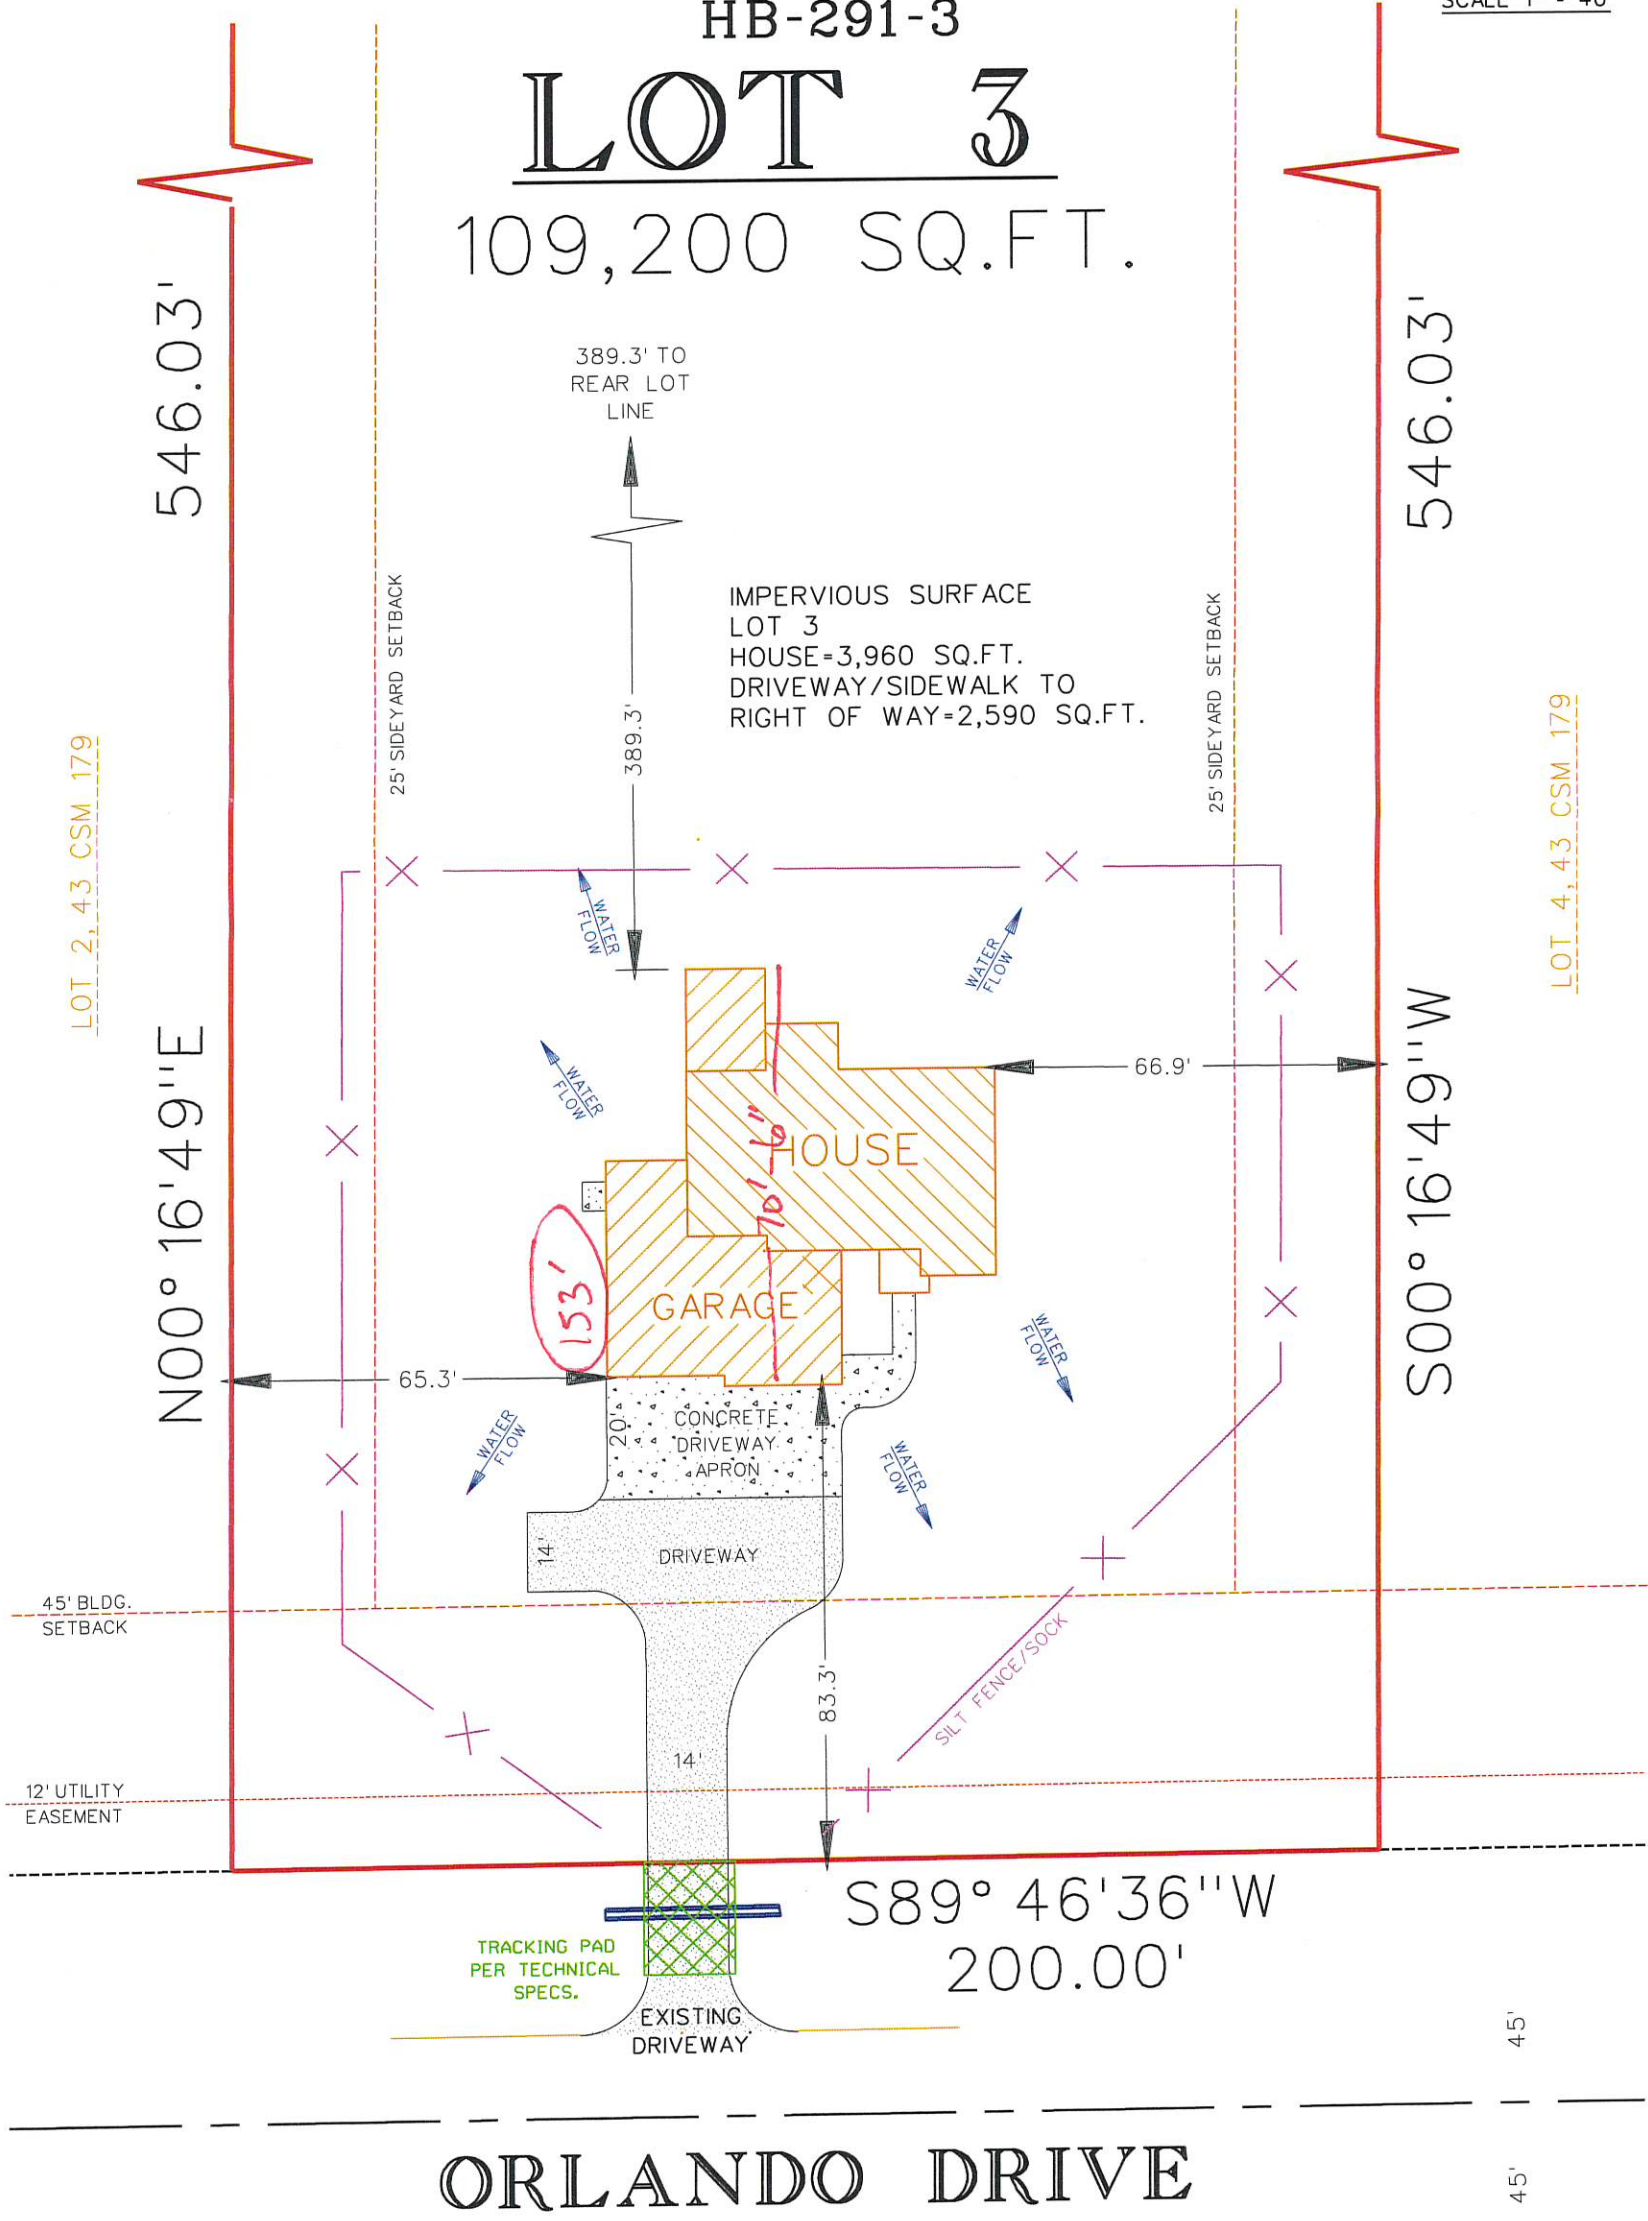 HB-291-3
LOT 3
109,200 SQ.FT.
546.03'
546.03'
389.3' TO
REAR LOT
LINE
IMPERVIOUS SURFACE
LOT 3
HOUSE=3,960 SQ.FT.
DRIVEWAY/SIDEWALK TO
RIGHT OF WAY=2,590 SQ.FT.
25' SIDEYARD SETBACK
25' SIDEYARD SETBACK
389.3'
LOT 2, 43 CSM 179
LOT 4, 43 CSM 179
WATER
FLOW
WATER
FLOW
WATER
FLOW
N00° 16'49"E
S00° 16'49"W
66.9'
HOUSE
70'-6"
153'
GARAGE
65.3'
WATER
FLOW
WATER
FLOW
WATER
FLOW
20'
CONCRETE
DRIVEWAY
APRON
14'
DRIVEWAY
45' BLDG.
SETBACK
83.3'
SILT FENCE/SOCK
14'
12' UTILITY
EASEMENT
S89° 46'36"W
200.00'
TRACKING PAD
PER TECHNICAL
SPECS.
EXISTING
DRIVEWAY
45'
45'
ORLANDO DRIVE